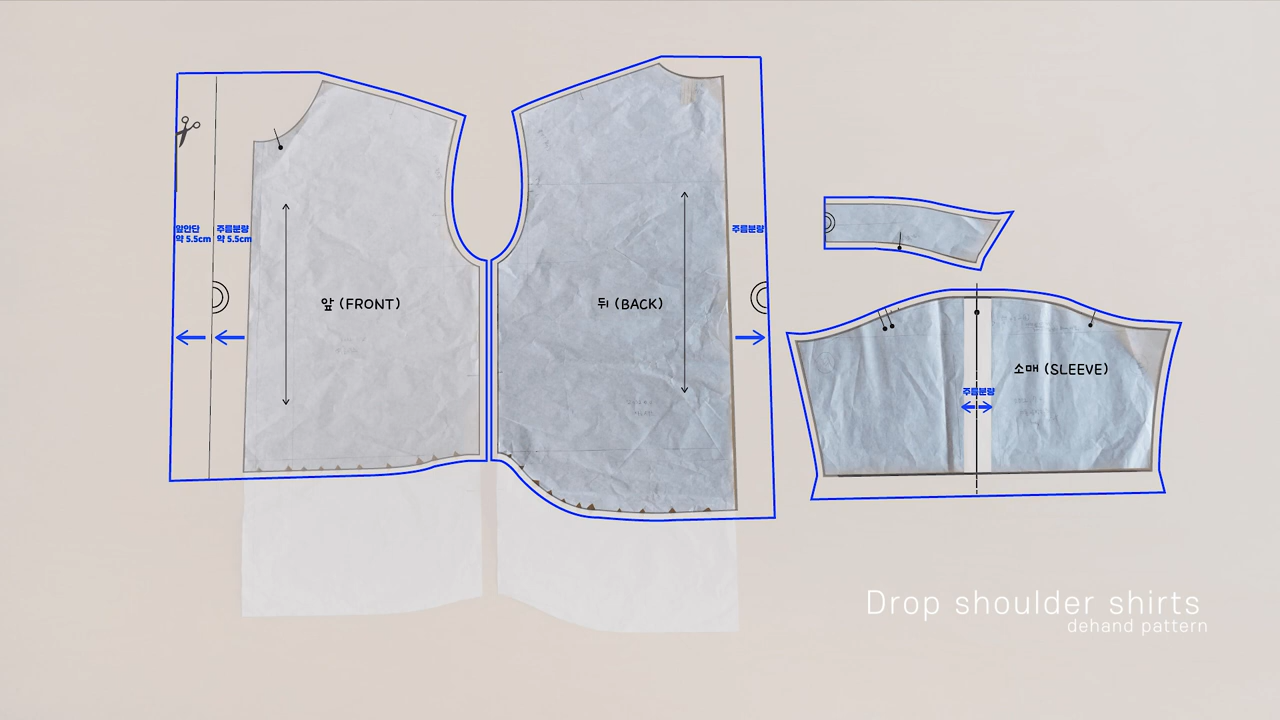 앞안단
약 5.5cm
주름분량
약 5.5cm
앞 (FRONT)
뒤 (BACK)
주름분량
소매 (SLEEVE)
주름분량
Drop shoulder shirts
dehand pattern